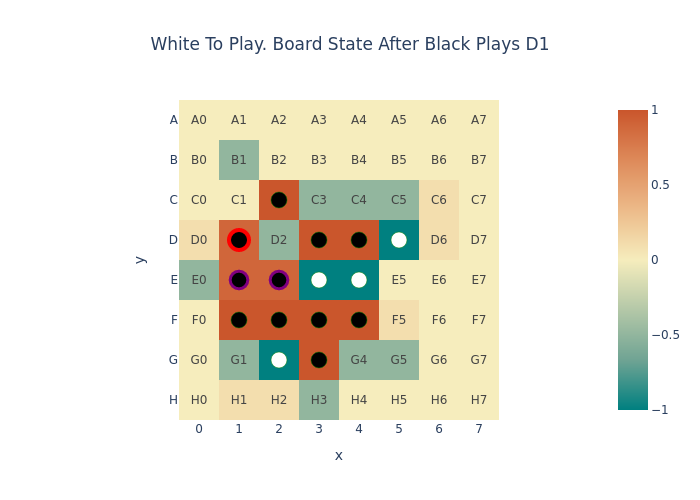 White To Play. Board State After Black Plays D1
A A0 A1 A2 A3 A4 A5 A6 A7
B B0 B1 B2 B3 B4 B5 B6 B7
C C0 C1 C3 C4 C5 C6 C7
D D0 D2 D6 D7
E E0 E5 E6 E7
F F0 F5 F6 F7
G G0 G1 G4 G5 G6 G7
H H0 H1 H2 H3 H4 H5 H6 H7
0 1 2 3 4 5 6 7
x
y
1
0.5
0
−0.5
−1